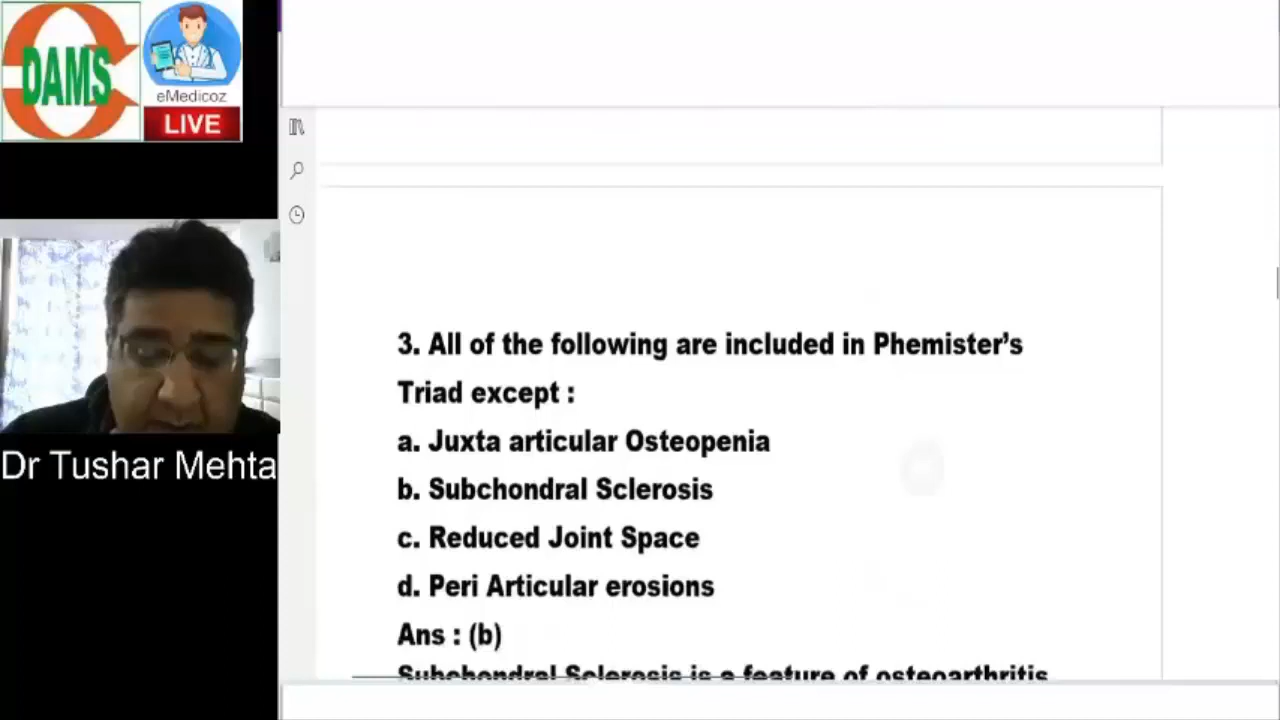 DAMS
eMedicoz
LIVE
Dr Tushar Mehta
3. All of the following are included in Phemister’s
Triad except :
a. Juxta articular Osteopenia
b. Subchondral Sclerosis
c. Reduced Joint Space
d. Peri Articular erosions
Ans : (b)
Subchondral Sclerosis is a feature of osteoarthritis